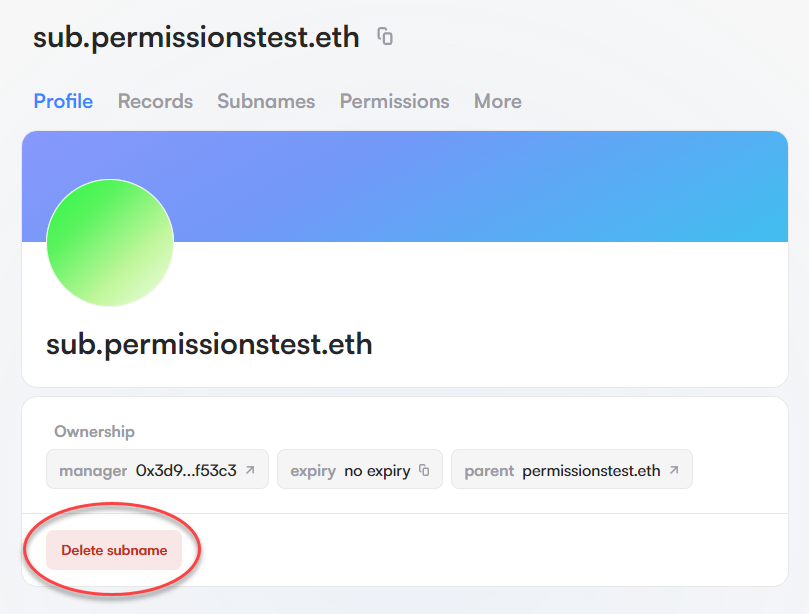 sub.permissionstest.eth
Profile Records Subnames Permissions More
sub.permissionstest.eth
Ownership
manager 0x3d9...f53c3 expiry no expiry parent permissionstest.eth
Delete subname